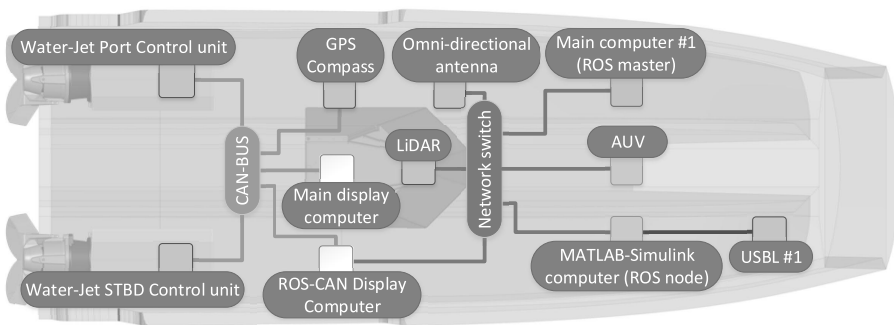 Water-Jet Port Control unit
GPS
Compass
Omni-directional
antenna
Main computer #1
(ROS master)
CAN-BUS
LiDAR
Network switch
AUV
Main display
computer
Water-Jet STBD Control unit
ROS-CAN Display
Computer
MATLAB-Simulink
computer (ROS node)
USBL #1